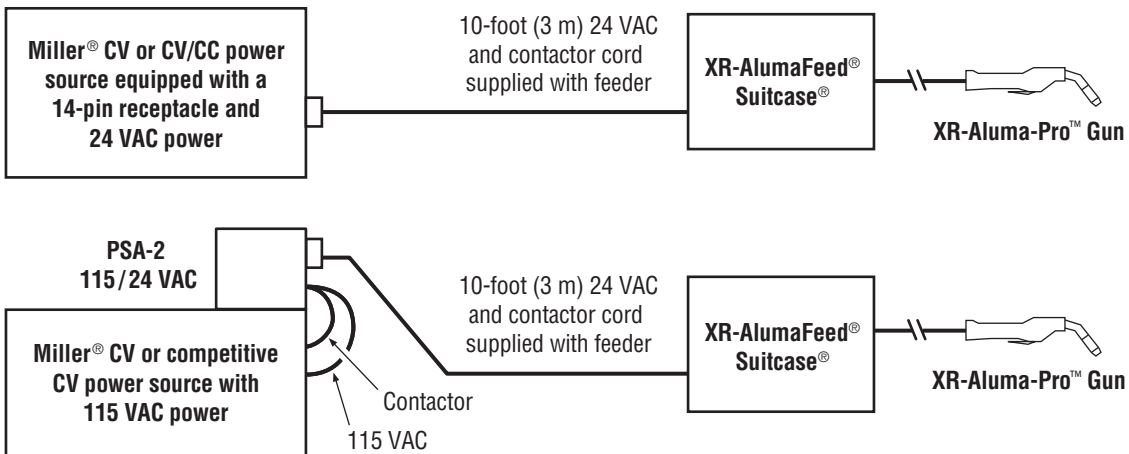 Miller® CV or CV/CC power
source equipped with a
14-pin receptacle and
24 VAC power
10-foot (3 m) 24 VAC
and contactor cord
supplied with feeder
XR-AlumaFeed®
Suitcase®
XR-Aluma-Pro™ Gun
PSA-2
115/24 VAC
Miller® CV or competitive
CV power source with
115 VAC power
Contactor
115 VAC
10-foot (3 m) 24 VAC
and contactor cord
supplied with feeder
XR-AlumaFeed®
Suitcase®
XR-Aluma-Pro™ Gun